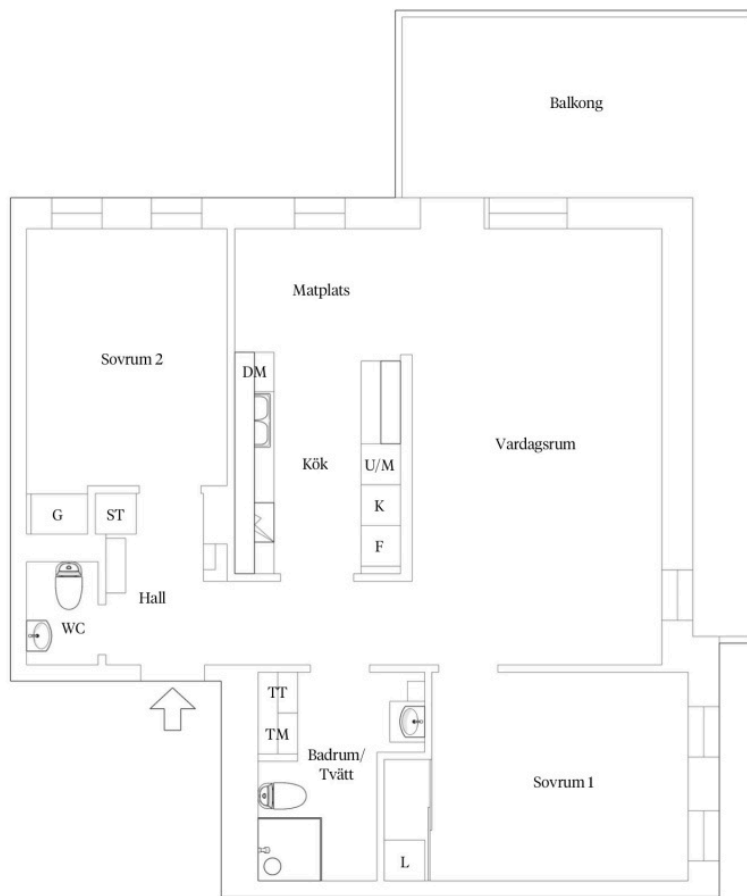 Balkong
Matplats
Sovrum 2
DM
Vardagsrum
Kök
U/M
K
G
ST
F
Hall
WC
TT
TM
Badrum/
Tvätt
Sovrum 1
L